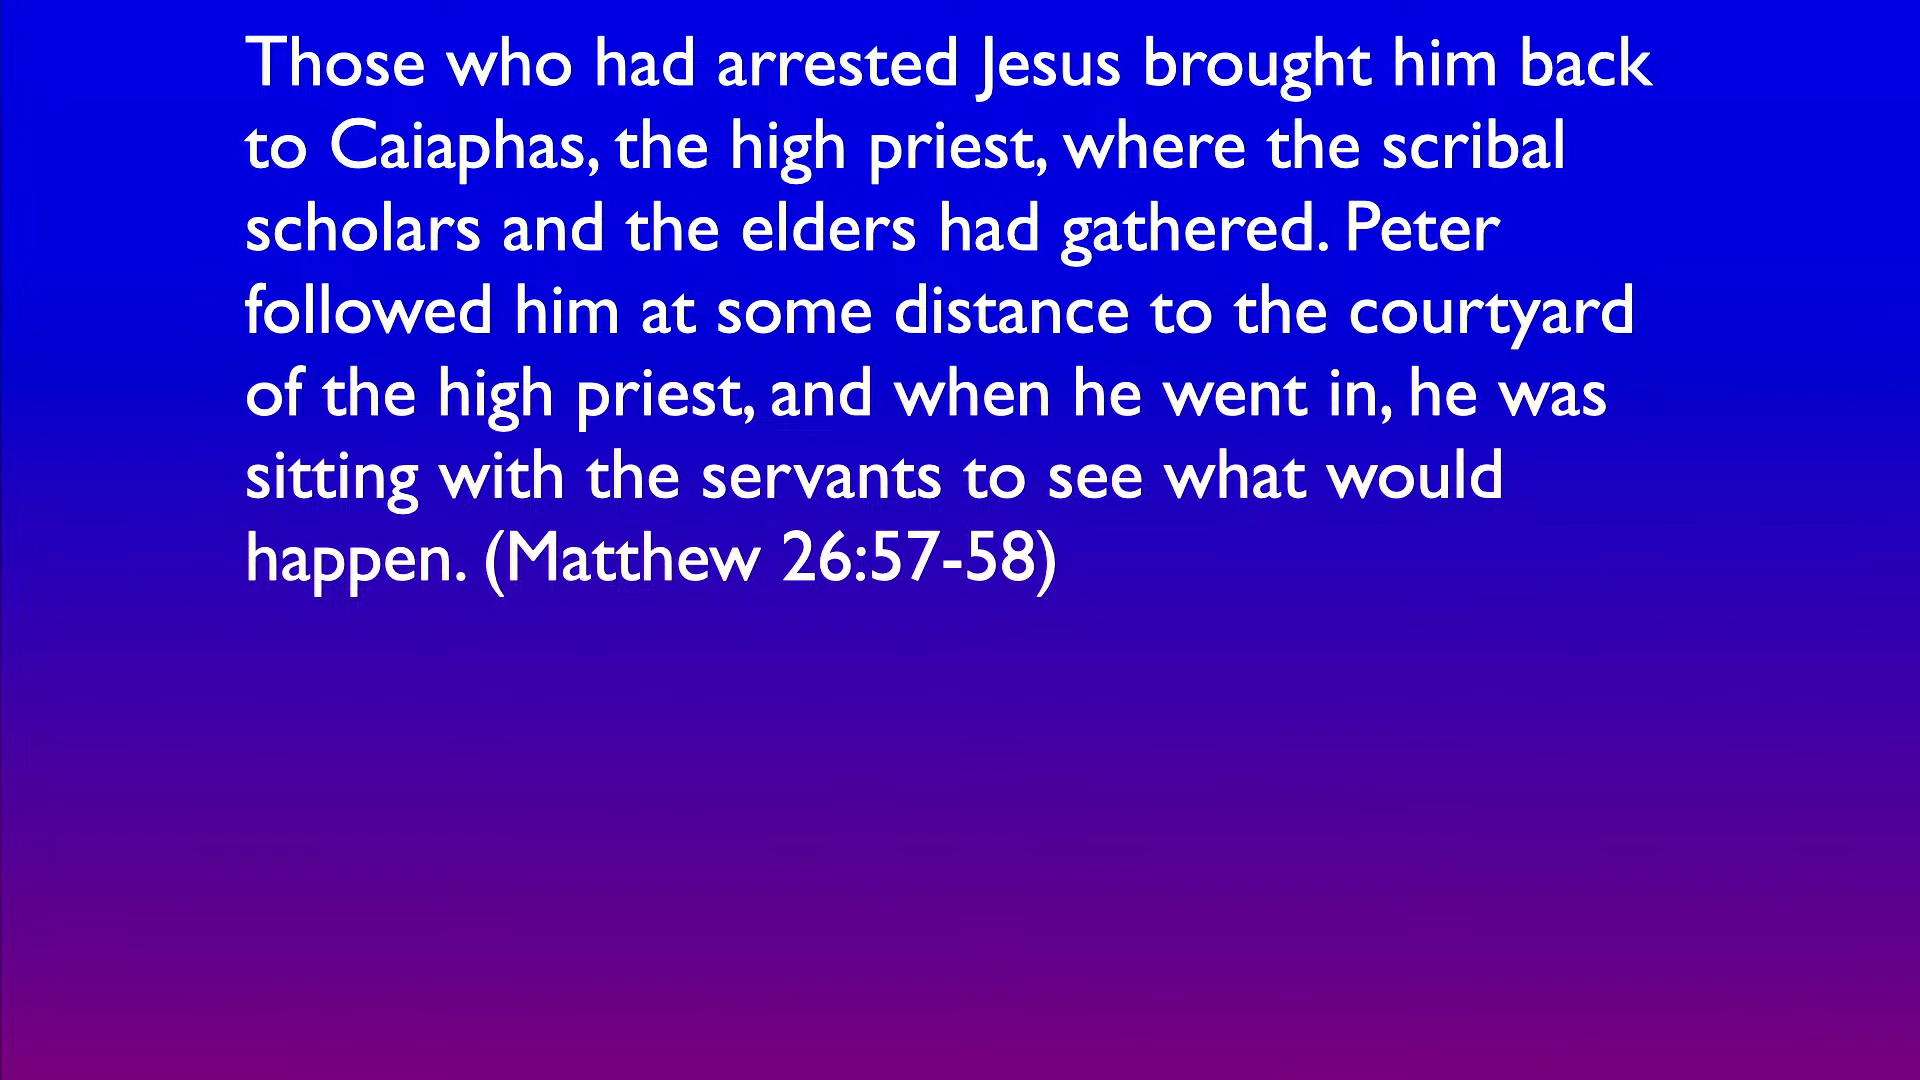 Those who had arrested Jesus brought him back
to Caiaphas, the high priest, where the scribal
scholars and the elders had gathered. Peter
followed him at some distance to the courtyard
of the high priest, and when he went in, he was
sitting with the servants to see what would
happen. (Matthew 26:57-58)